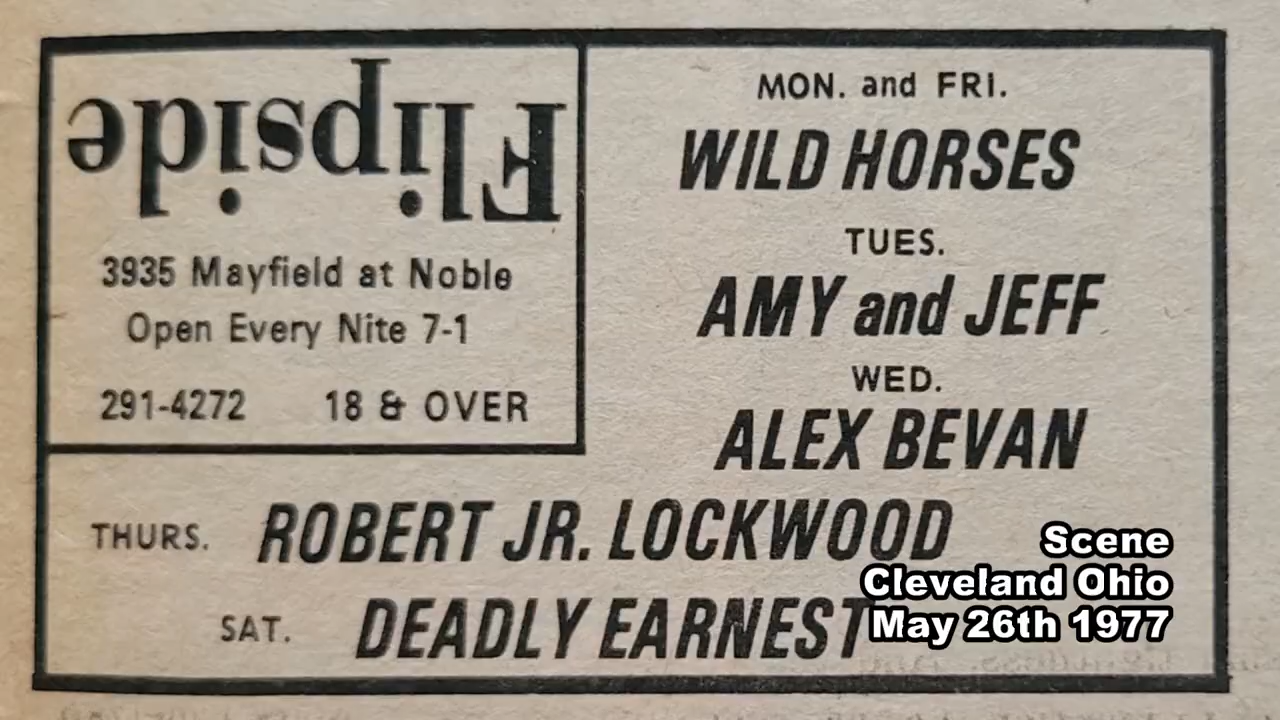 Flipside
3935 Mayfield at Noble
Open Every Nite 7-1
291-4272 18 & OVER
MON. and FRI.
WILD HORSES
TUES.
AMY and JEFF
WED.
ALEX BEVAN
THURS. ROBERT JR. LOCKWOOD
SAT. DEADLY EARNEST
Scene
Cleveland Ohio
May 26th 1977